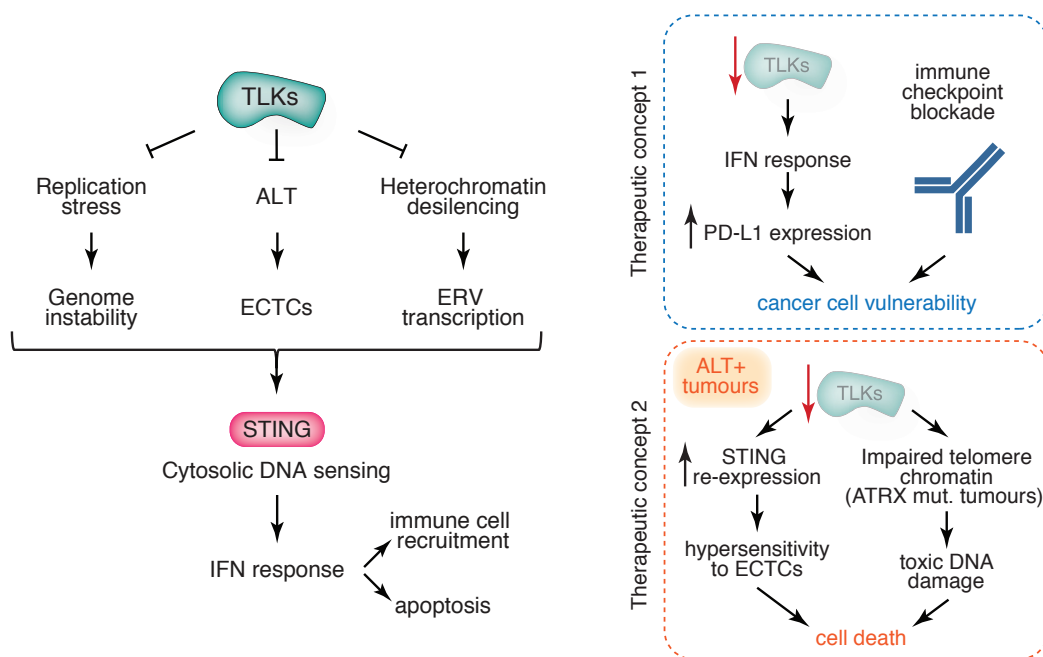 TLKs
Replication
stress
ALT
Heterochromatin
desilencing
Genome
instability
ECTCs
ERV
transcription
STING
Cytosolic DNA sensing
IFN response
immune cell
recruitment
apoptosis
Therapeutic concept 1
TLKs
immune
checkpoint
blockade
IFN response
PD-L1 expression
cancer cell vulnerability
Therapeutic concept 2
ALT+
tumours
TLKs
STING
re-expression
Impaired telomere
chromatin
(ATRX mut. tumours)
hypersensitivity
to ECTCs
toxic DNA
damage
cell death